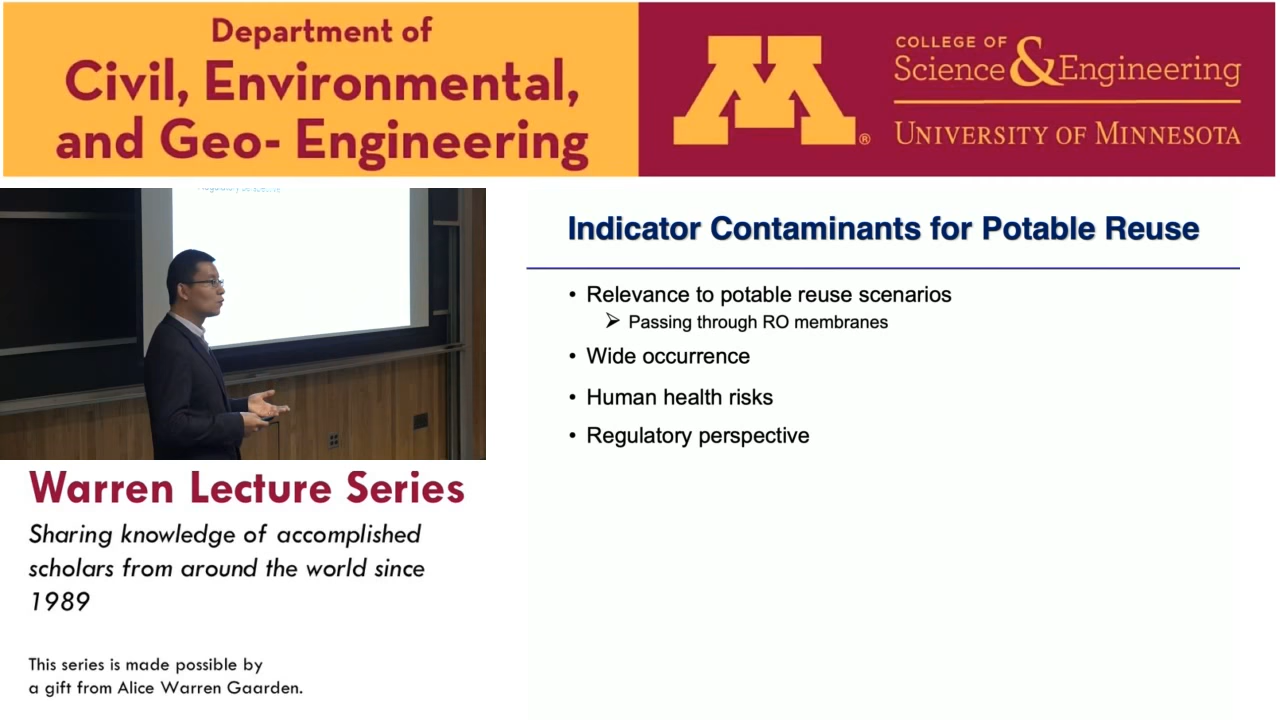 Department of
Civil, Environmental,
and Geo- Engineering
M®
COLLEGE OF
Science & Engineering
UNIVERSITY OF MINNESOTA
Indicator Contaminants for Potable Reuse
• Relevance to potable reuse scenarios
➢ Passing through RO membranes
• Wide occurrence
• Human health risks
• Regulatory perspective
Warren Lecture Series
Sharing knowledge of accomplished
scholars from around the world since
1989
This series is made possible by
a gift from Alice Warren Gaarden.